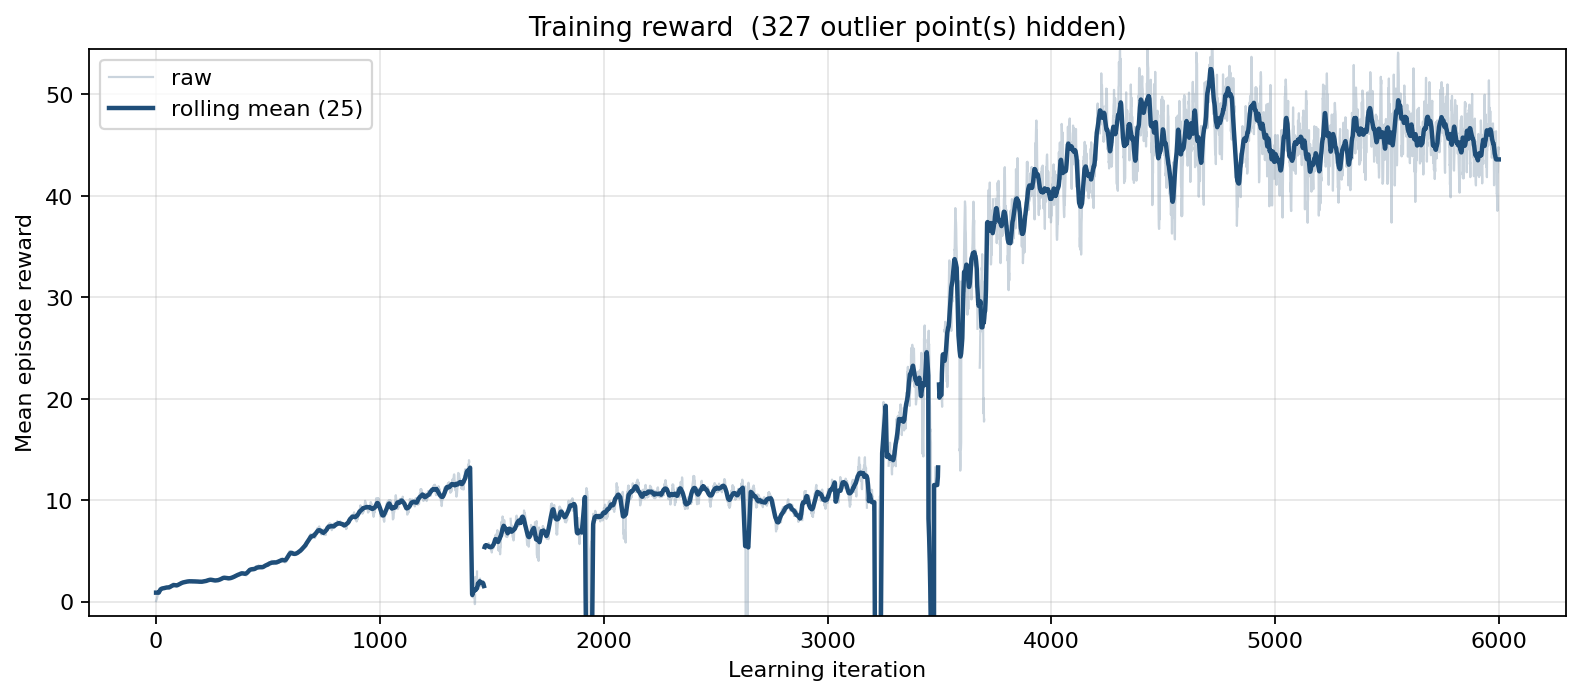 Training reward  (327 outlier point(s) hidden)
raw
rolling mean (25)
Mean episode reward
50
40
30
20
10
0
0 1000 2000 3000 4000 5000 6000
Learning iteration